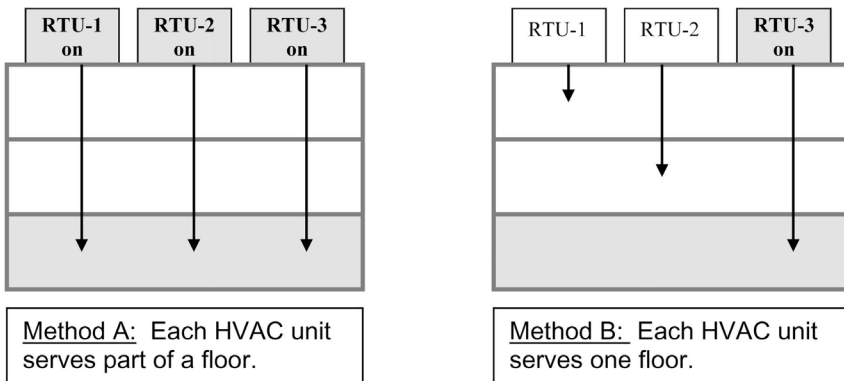 RTU-1
on
RTU-2
on
RTU-3
on
RTU-1
RTU-2
RTU-3
on
Method A: Each HVAC unit
serves part of a floor.
Method B: Each HVAC unit
serves one floor.